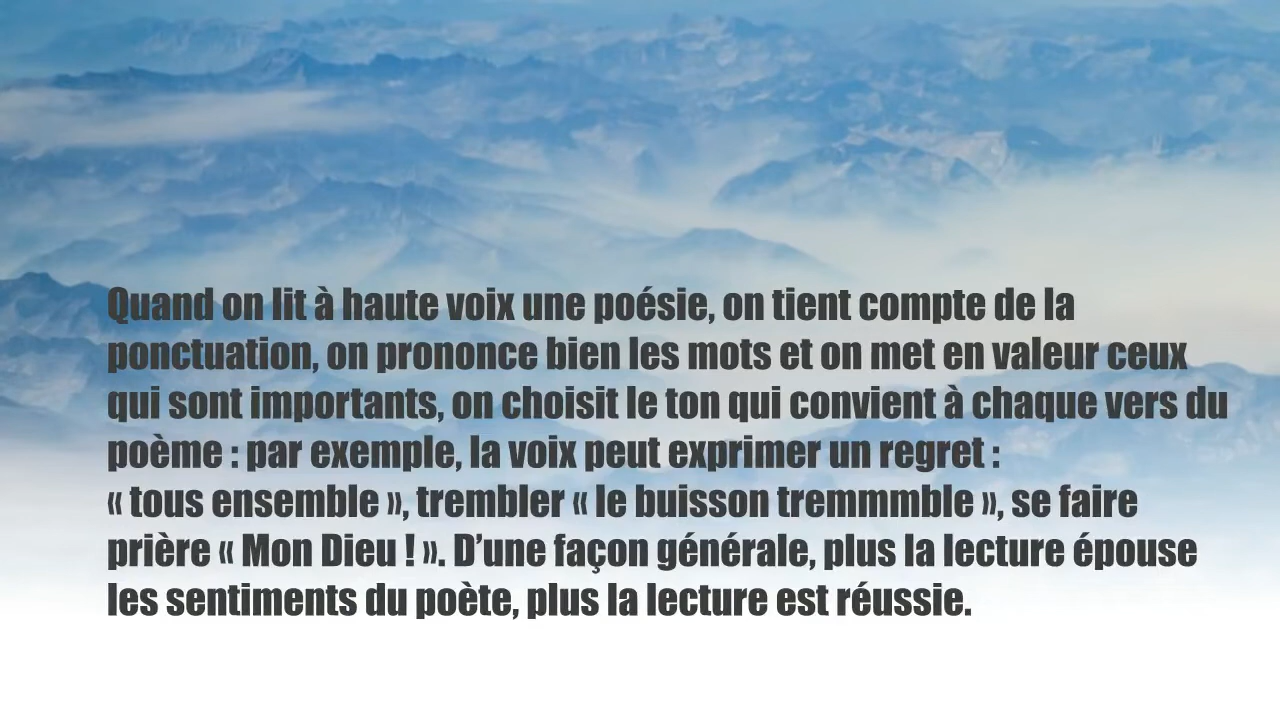 Quand on lit à haute voix une poésie, on tient compte de la
ponctuation, on prononce bien les mots et on met en valeur ceux
qui sont importants, on choisit le ton qui convient à chaque vers du
poème : par exemple, la voix peut exprimer un regret :
« tous ensemble », trembler « le buisson tremmmble », se faire
prière « Mon Dieu ! ». D’une façon générale, plus la lecture épouse
les sentiments du poète, plus la lecture est réussie.